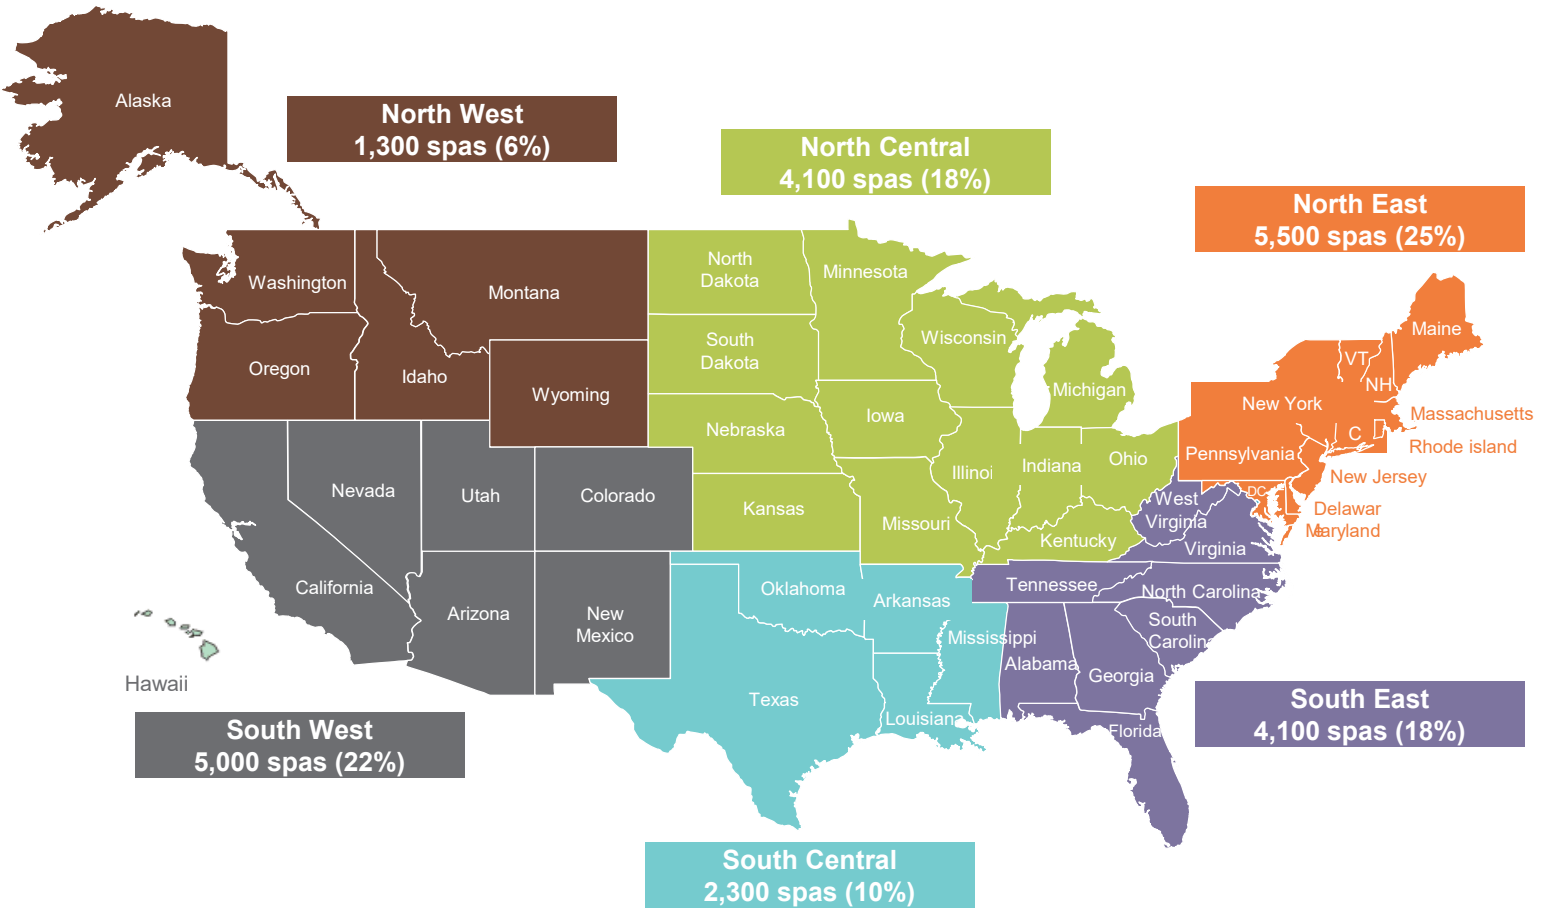 Alaska
North West
1,300 spas (6%)
North Central
4,100 spas (18%)
North East
5,500 spas (25%)
Washington
Montana
Oregon
Idaho
Wyoming
North
Dakota
Minnesota
South
Dakota
Wisconsin
Michigan
Nebraska
Iowa
Illinoi
Indiana
Ohio
Kansas
Missouri
Kentucky
Maine
VT
NH
New York
Massachusetts
C
Rhode island
Pennsylvania
New Jersey
DC
Delawar
e
Maryland
West
Virginia
Virginia
Nevada
Utah
Colorado
California
Arizona
New
Mexico
Oklahoma
Arkansas
Tennessee
North Carolina
South
Carolina
Mississippi
Alabama
Georgia
Texas
Louisiana
Florida
Hawaii
South West
5,000 spas (22%)
South East
4,100 spas (18%)
South Central
2,300 spas (10%)